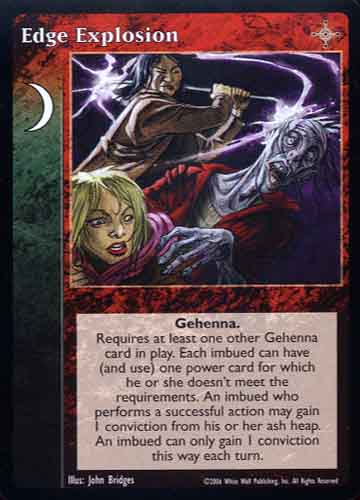 Edge Explosion
Gehenna.
Requires at least one other Gehenna
card in play. Each imbued can have
(and use) one power card for which
he or she doesn't meet the
requirements. An imbued who
performs a successful action may gain
1 conviction from his or her ash heap.
An imbued can only gain 1 conviction
this way each turn.
Illus: John Bridges
©2006 White Wolf Publishing, Inc. All Rights Reserved